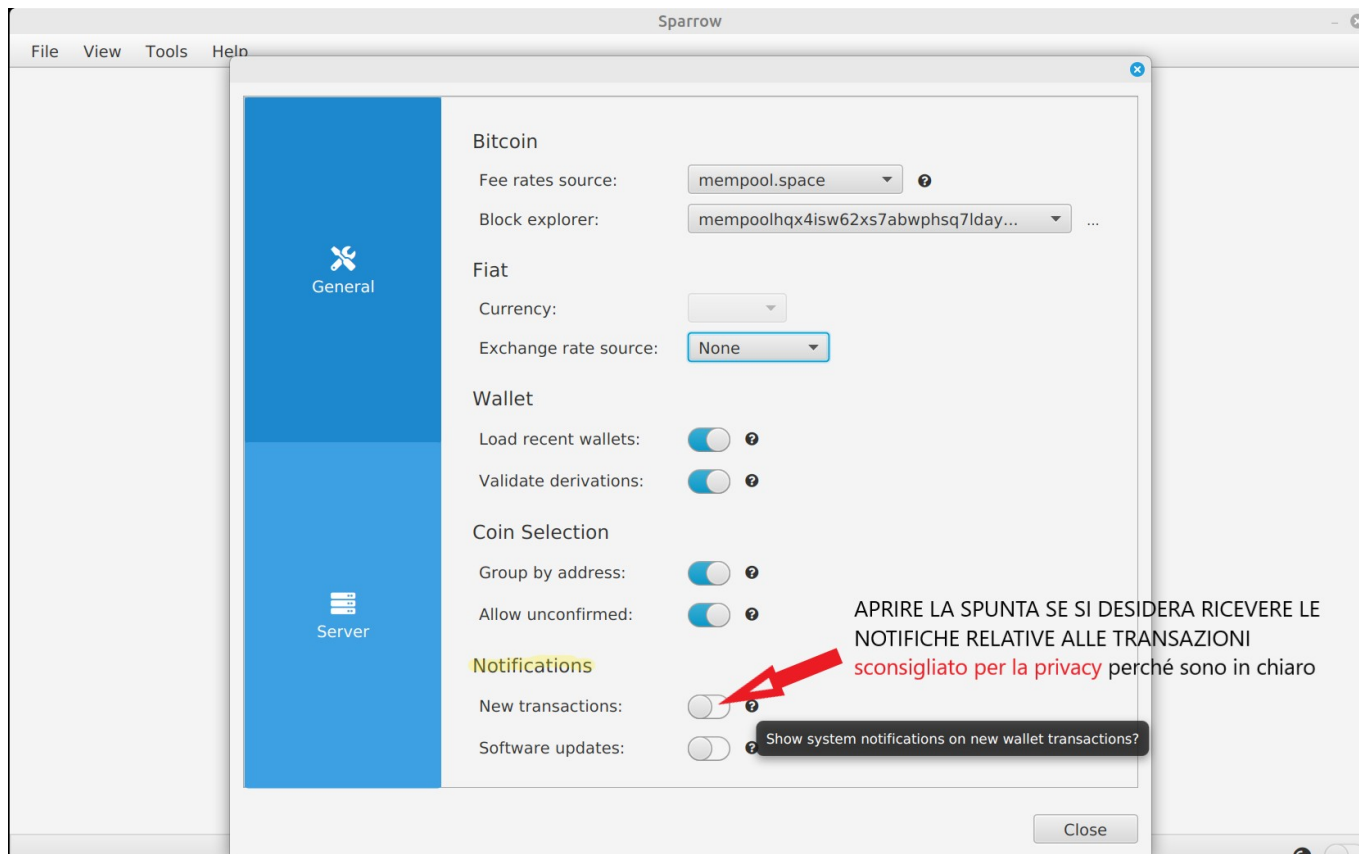 Sparrow
File View Tools Help
Bitcoin
Fee rates source: mempool.space
Block explorer: mempoolhqx4isw62xs7abwphsq7lday... ...
Fiat
Currency:
Exchange rate source: None
General
Wallet
Load recent wallets:
Validate derivations:
Coin Selection
Group by address:
Allow unconfirmed:
Server
APRIRE LA SPUNTA SE SI DESIDERA RICEVERE LE
NOTIFICHE RELATIVE ALLE TRANSAZIONI
sconsigliato per la privacy perché sono in chiaro
Notifications
New transactions:
Show system notifications on new wallet transactions?
Software updates:
Close